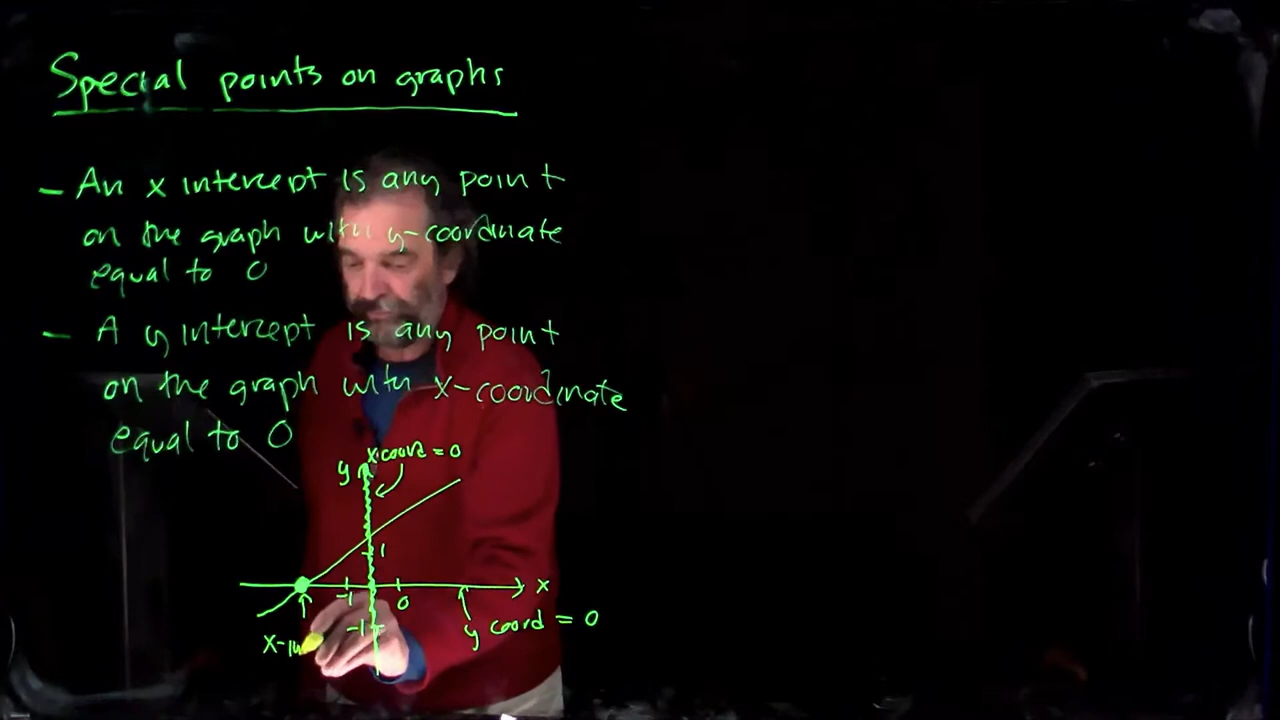 Special points on graphs
- An x intercept is any point
on the graph with y-coordinate
equal to 0
- A y intercept is any point
on the graph with x-coordinate
equal to 0
x coord = 0
y
1
x
-1
0
y coord = 0
-1
x-in